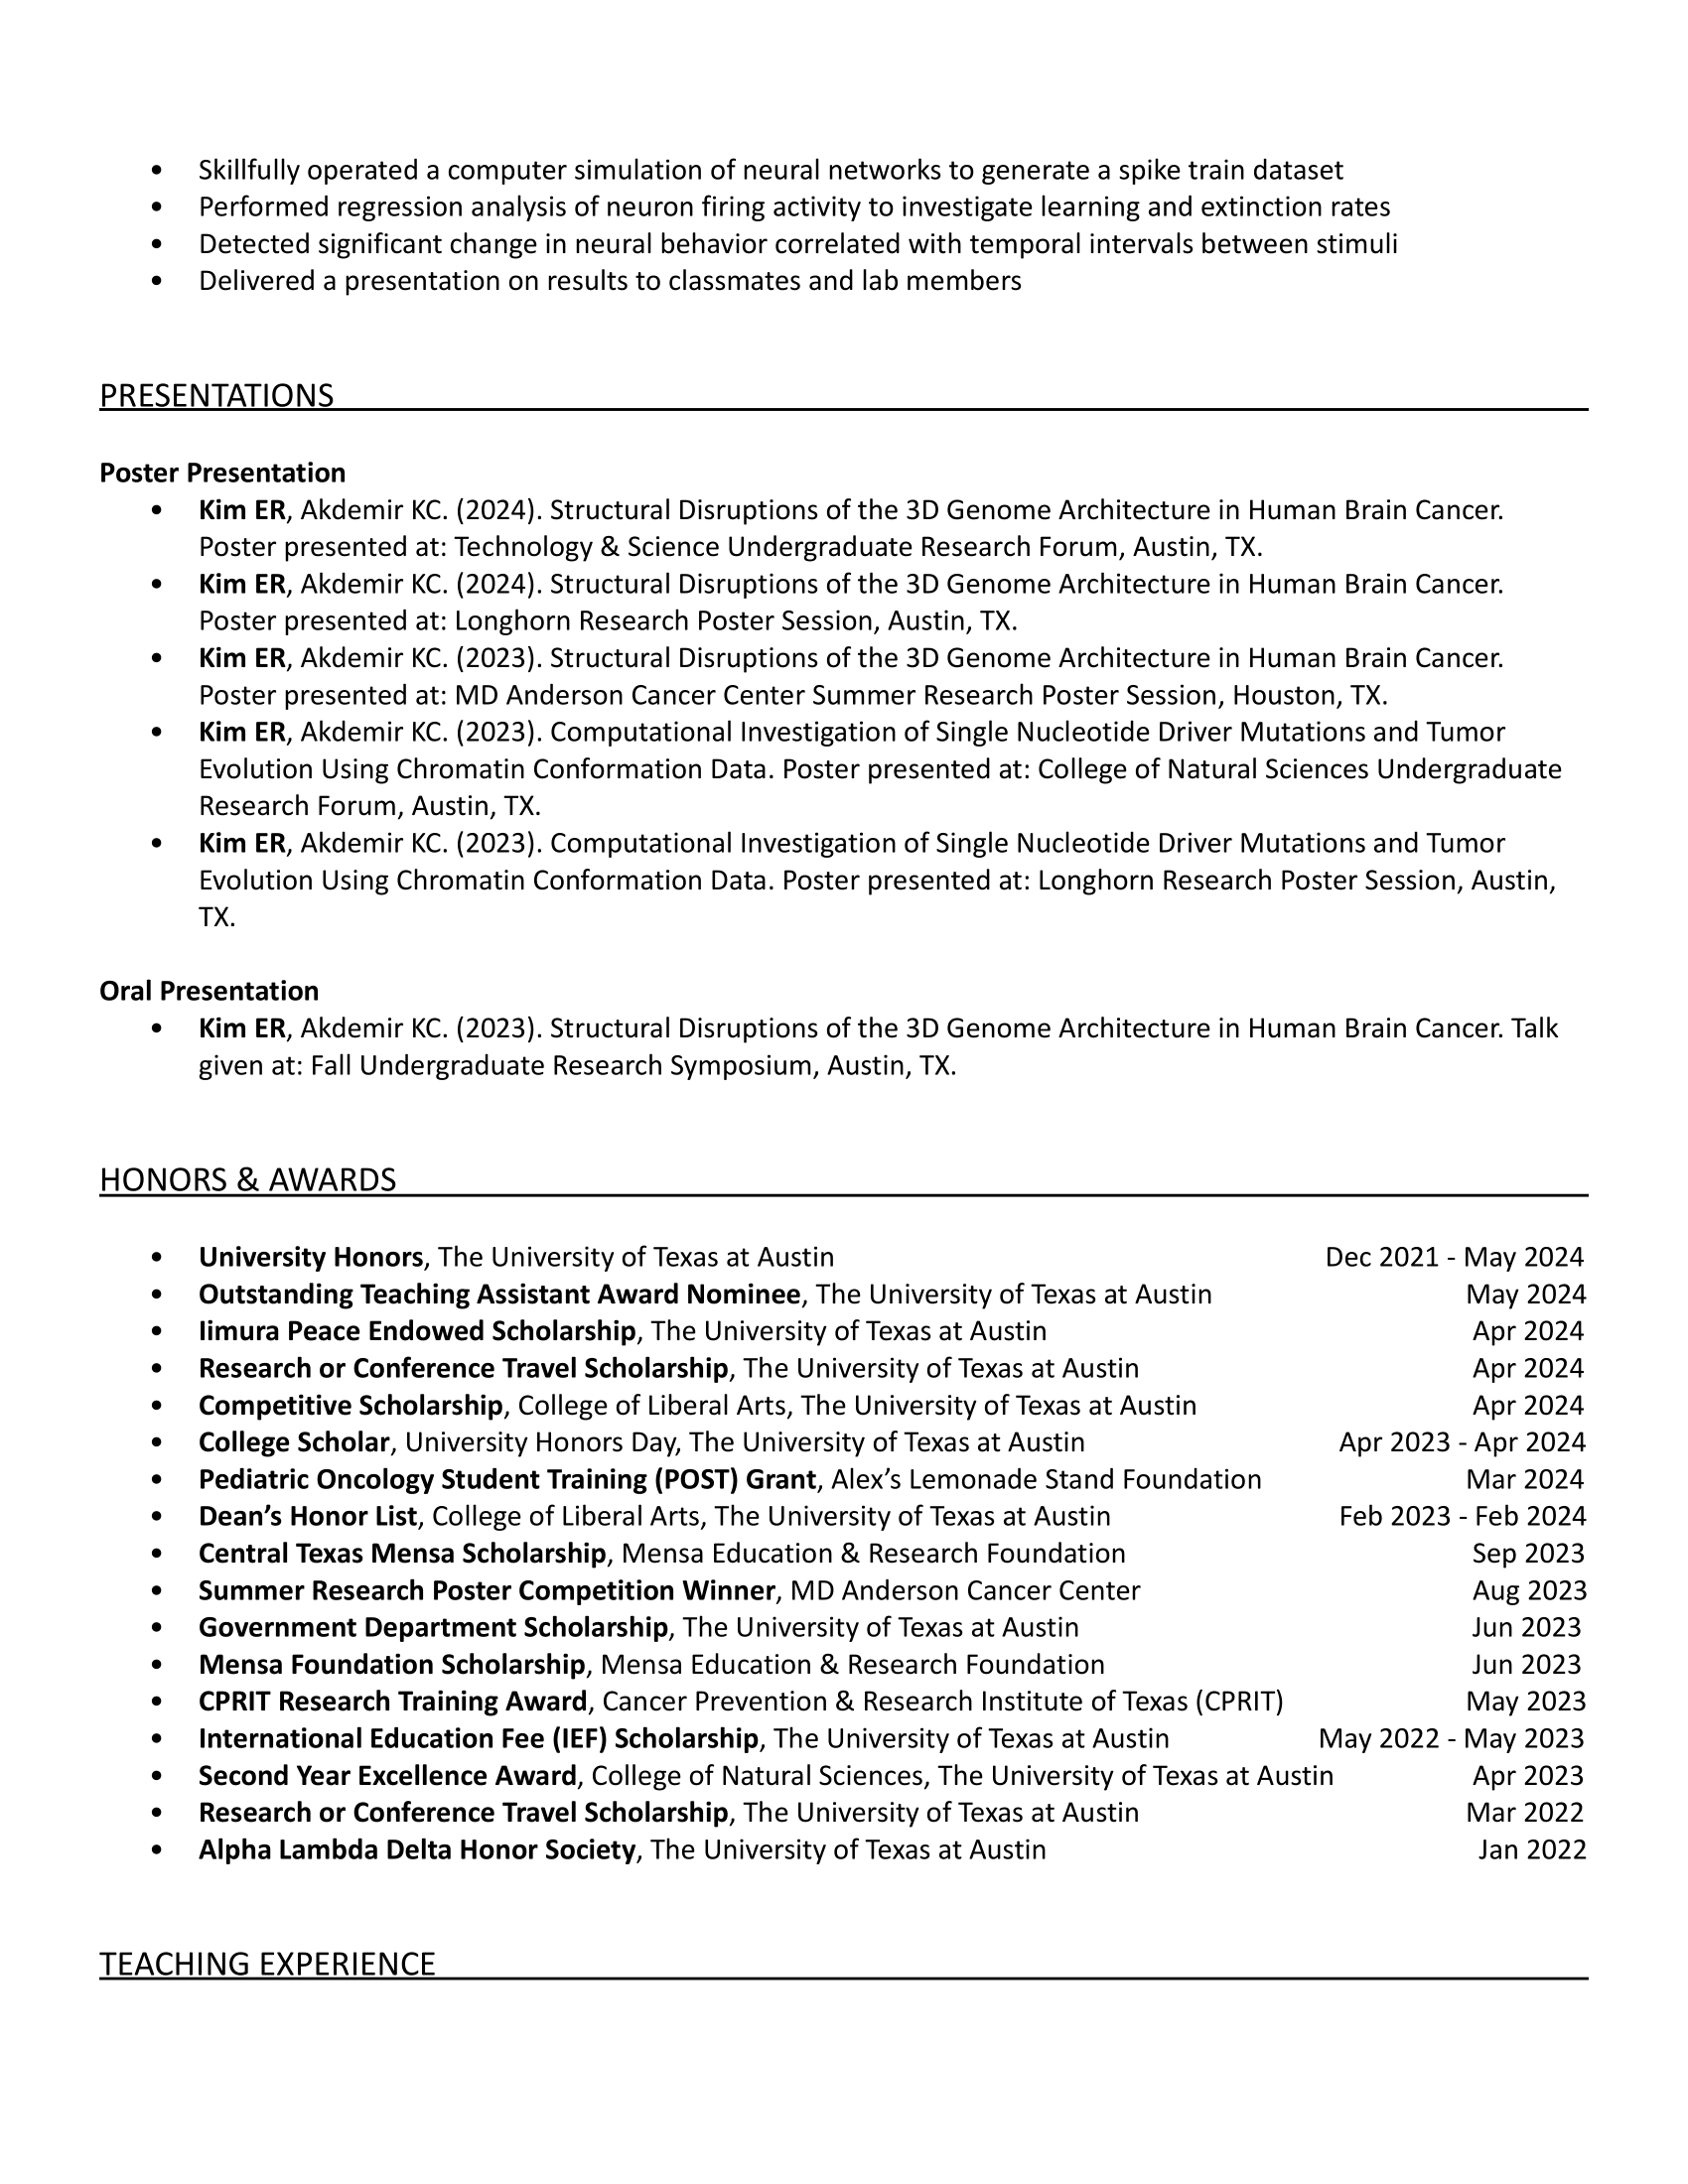 • Skillfully operated a computer simulation of neural networks to generate a spike train dataset
• Performed regression analysis of neuron firing activity to investigate learning and extinction rates
• Detected significant change in neural behavior correlated with temporal intervals between stimuli
• Delivered a presentation on results to classmates and lab members
PRESENTATIONS
Poster Presentation
• Kim ER, Akdemir KC. (2024). Structural Disruptions of the 3D Genome Architecture in Human Brain Cancer.
Poster presented at: Technology & Science Undergraduate Research Forum, Austin, TX.
• Kim ER, Akdemir KC. (2024). Structural Disruptions of the 3D Genome Architecture in Human Brain Cancer.
Poster presented at: Longhorn Research Poster Session, Austin, TX.
• Kim ER, Akdemir KC. (2023). Structural Disruptions of the 3D Genome Architecture in Human Brain Cancer.
Poster presented at: MD Anderson Cancer Center Summer Research Poster Session, Houston, TX.
• Kim ER, Akdemir KC. (2023). Computational Investigation of Single Nucleotide Driver Mutations and Tumor
Evolution Using Chromatin Conformation Data. Poster presented at: College of Natural Sciences Undergraduate
Research Forum, Austin, TX.
• Kim ER, Akdemir KC. (2023). Computational Investigation of Single Nucleotide Driver Mutations and Tumor
Evolution Using Chromatin Conformation Data. Poster presented at: Longhorn Research Poster Session, Austin,
TX.
Oral Presentation
• Kim ER, Akdemir KC. (2023). Structural Disruptions of the 3D Genome Architecture in Human Brain Cancer. Talk
given at: Fall Undergraduate Research Symposium, Austin, TX.
HONORS & AWARDS
• University Honors, The University of Texas at Austin Dec 2021 - May 2024
• Outstanding Teaching Assistant Award Nominee, The University of Texas at Austin May 2024
• Iimura Peace Endowed Scholarship, The University of Texas at Austin Apr 2024
• Research or Conference Travel Scholarship, The University of Texas at Austin Apr 2024
• Competitive Scholarship, College of Liberal Arts, The University of Texas at Austin Apr 2024
• College Scholar, University Honors Day, The University of Texas at Austin Apr 2023 - Apr 2024
• Pediatric Oncology Student Training (POST) Grant, Alex’s Lemonade Stand Foundation Mar 2024
• Dean’s Honor List, College of Liberal Arts, The University of Texas at Austin Feb 2023 - Feb 2024
• Central Texas Mensa Scholarship, Mensa Education & Research Foundation Sep 2023
• Summer Research Poster Competition Winner, MD Anderson Cancer Center Aug 2023
• Government Department Scholarship, The University of Texas at Austin Jun 2023
• Mensa Foundation Scholarship, Mensa Education & Research Foundation Jun 2023
• CPRIT Research Training Award, Cancer Prevention & Research Institute of Texas (CPRIT) May 2023
• International Education Fee (IEF) Scholarship, The University of Texas at Austin May 2022 - May 2023
• Second Year Excellence Award, College of Natural Sciences, The University of Texas at Austin Apr 2023
• Research or Conference Travel Scholarship, The University of Texas at Austin Mar 2022
• Alpha Lambda Delta Honor Society, The University of Texas at Austin Jan 2022
TEACHING EXPERIENCE